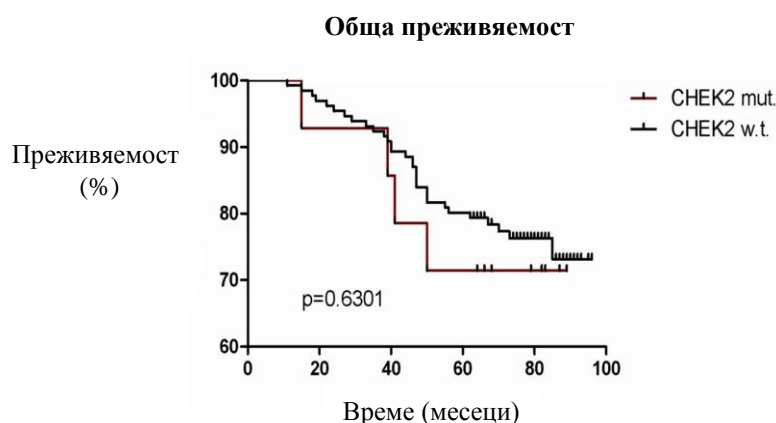 Обща преживяемост
Преживяемост
(%)
100
90
80
70
60
0
20
40
60
80
100
p=0.6301
CHEK2 mut.
CHEK2 w.t.
Време (месеци)